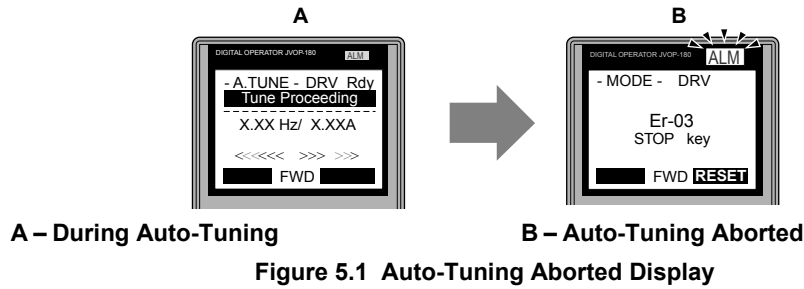 A
B
DIGITAL OPERATOR JVOP-180
ALM
- A.TUNE - DRV Rdy
Tune Proceeding
X.XX Hz/ X.XXA
<<<<<< >>> >>>
FWD
DIGITAL OPERATOR JVOP-180
ALM
- MODE - DRV
Er-03
STOP key
FWD RESET
A – During Auto-Tuning
B – Auto-Tuning Aborted
Figure 5.1 Auto-Tuning Aborted Display